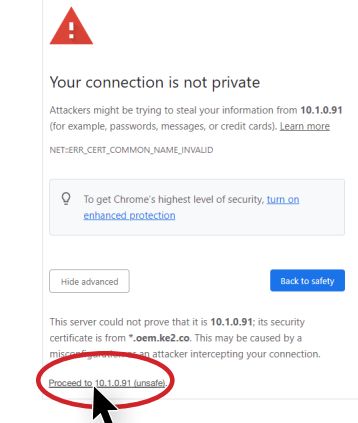 Your connection is not private
Attackers might be trying to steal your information from 10.1.0.91
(for example, passwords, messages, or credit cards). Learn more
NET::ERR_CERT_COMMON_NAME_INVALID
To get Chrome's highest level of security, turn on
enhanced protection
Hide advanced
Back to safety
This server could not prove that it is 10.1.0.91; its security
certificate is from *.oem.ke2.co. This may be caused by a
misconfiguration or an attacker intercepting your connection.
Proceed to 10.1.0.91 (unsafe)